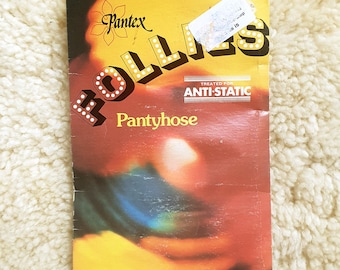 Pantex
FOLLIES
TREATED FOR
ANTI-STATIC
Pantyhose